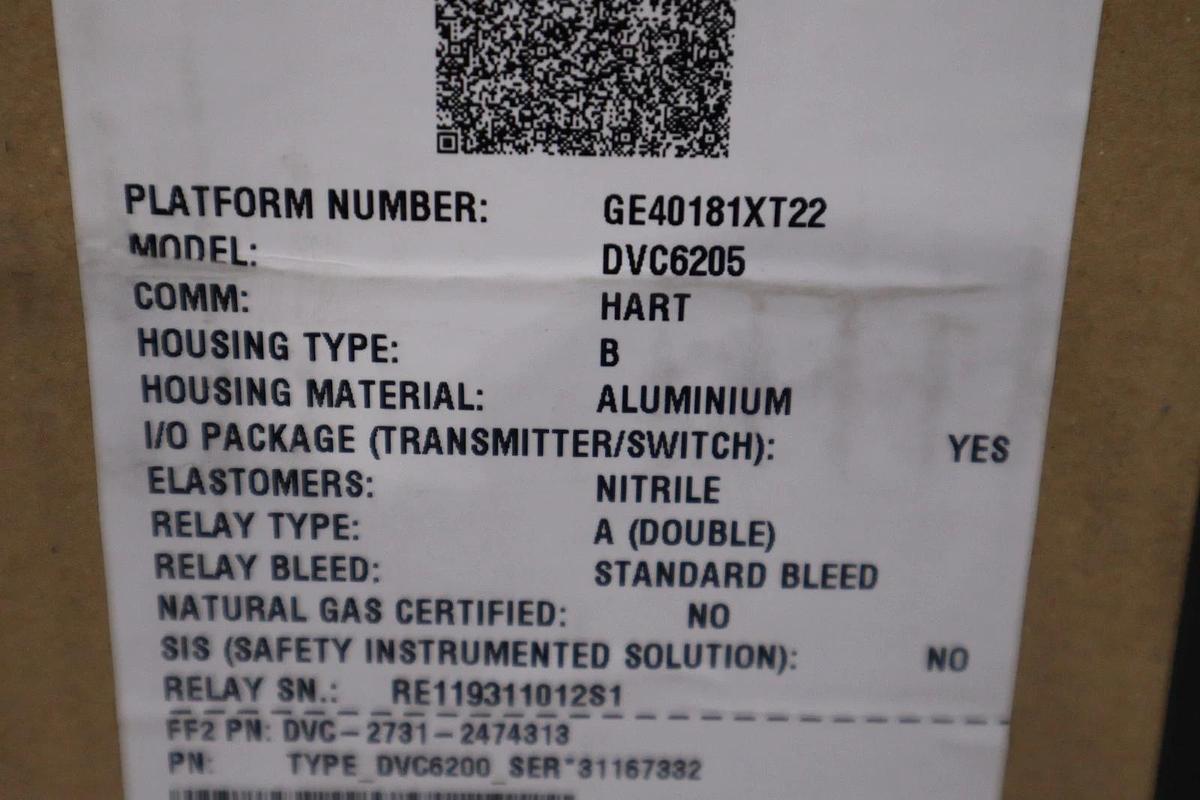 PLATFORM NUMBER: GE40181XT22
MODEL: DVC6205
COMM: HART
HOUSING TYPE: B
HOUSING MATERIAL: ALUMINIUM
I/O PACKAGE (TRANSMITTER/SWITCH): YES
ELASTOMERS: NITRILE
RELAY TYPE: A (DOUBLE)
RELAY BLEED: STANDARD BLEED
NATURAL GAS CERTIFIED: NO
SIS (SAFETY INSTRUMENTED SOLUTION): NO
RELAY SN.: RE119311012S1
FF2 PN: DVC-2731-2474313
PN: TYPE_DVC6200_SER*31167332